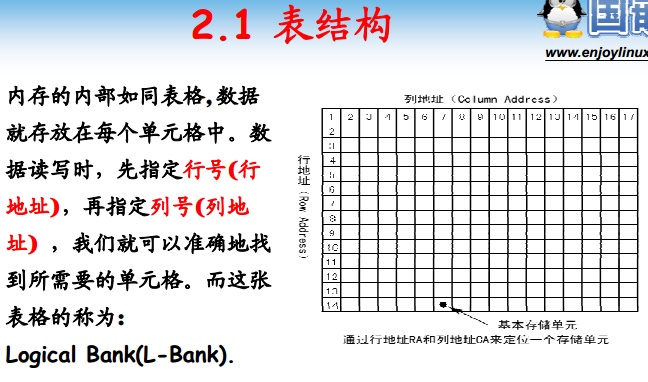 2.1 表结构
国嵌
www.enjoylinux
内存的内部如同表格,数据
就存放在每个单元格中。数
据读写时，先指定行号(行
地址)，再指定列号(列地
址) ，我们就可以准确地找
到所需要的单元格。而这张
表格的称为：
Logical Bank(L-Bank).
列地址（Column Address）
行地址（Row Address）
1 2 3 4 5 6 7 8 9 10 11 12 13 14 15 16 17
2
3
4
5
6
7
8
9
10
11
12
13
14
基本存储单元
通过行地址RA和列地址CA来定位一个存储单元